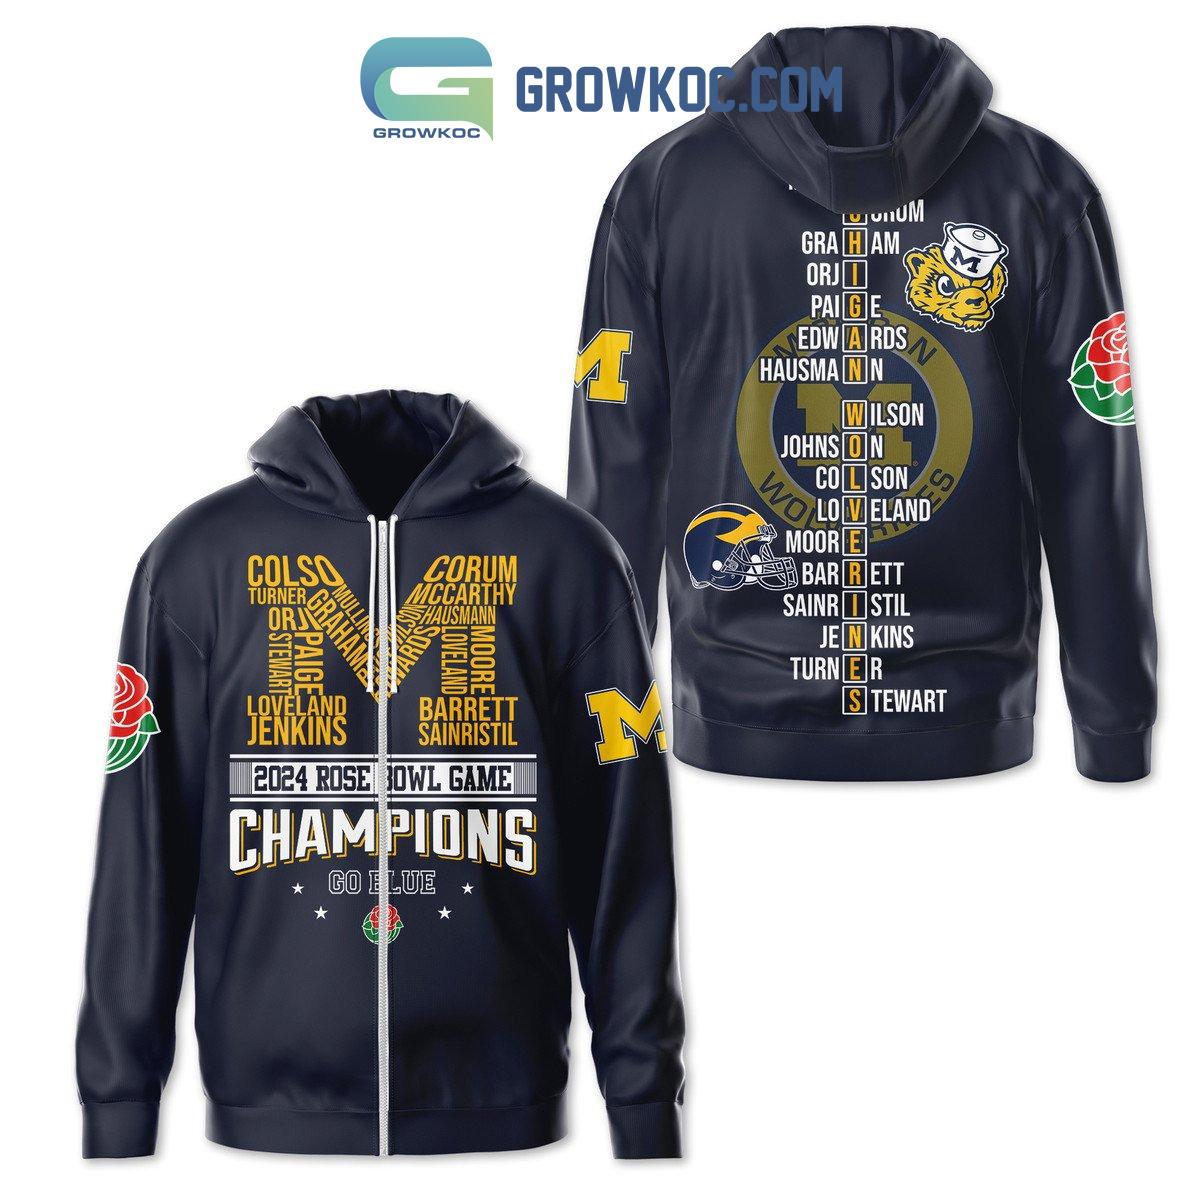 GROWKOC
GROWKOC.COM
CORUM
GRAHAM
ORJI
PAIGE
EDWARDS
HAUSMANN
WILSON
JOHNSON
COLSON
LOVELAND
MOORE
BARRETT
SAINRISTIL
JENKINS
TURNER
STEWART
M
M
M
WOLVERINES
COLSO
TURNER
ORJ
STEWART
PAIGE
GRAHAM
LOVELAND
JENKINS
CORUM
MCCARTHY
HAUSMANN
LOVELAND
MOORE
BARRETT
SAINRISTIL
2024 ROSE BOWL GAME
CHAMPIONS
GO BLUE
M